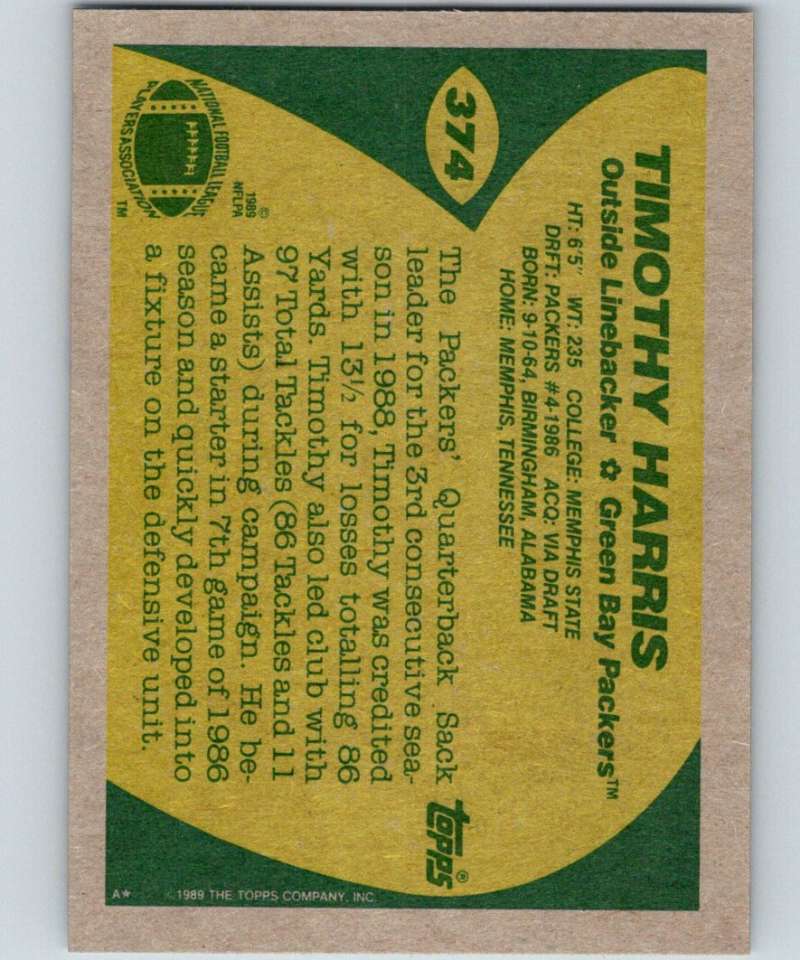 374
TIMOTHY HARRIS
Outside Linebacker ✿ Green Bay Packers™
HT: 6'5" WT: 235 COLLEGE: MEMPHIS STATE
DRFT: PACKERS #4-1986 ACQ: VIA DRAFT
BORN: 9-10-64, BIRMINGHAM, ALABAMA
HOME: MEMPHIS, TENNESSEE
The Packers' Quarterback Sack
leader for the 3rd consecutive sea-
son in 1988, Timothy was credited
with 13½ for losses totalling 86
Yards. Timothy also led club with
97 Total Tackles (86 Tackles and 11
Assists) during campaign. He be-
came a starter in 7th game of 1986
season and quickly developed into
a fixture on the defensive unit.
NATIONAL FOOTBALL LEAGUE
PLAYERS ASSOCIATION
™
©
1989
NFLPA
topps®
A* ©1989 THE TOPPS COMPANY, INC.